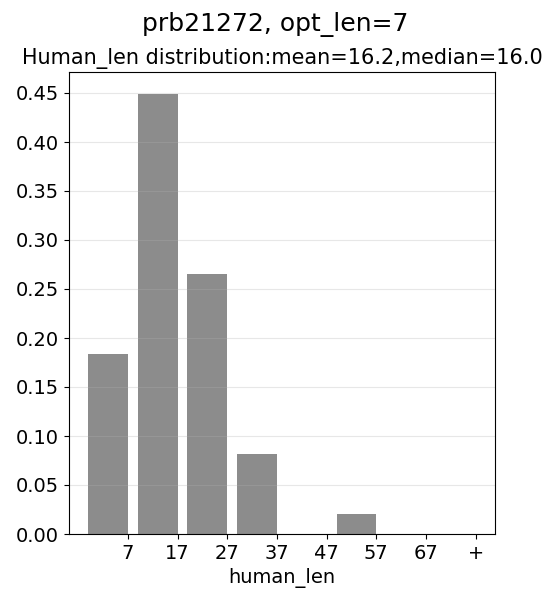 prb21272, opt_len=7
Human_len distribution:mean=16.2,median=16.0
0.45
0.40
0.35
0.30
0.25
0.20
0.15
0.10
0.05
0.00
7 17 27 37 47 57 67 +
human_len